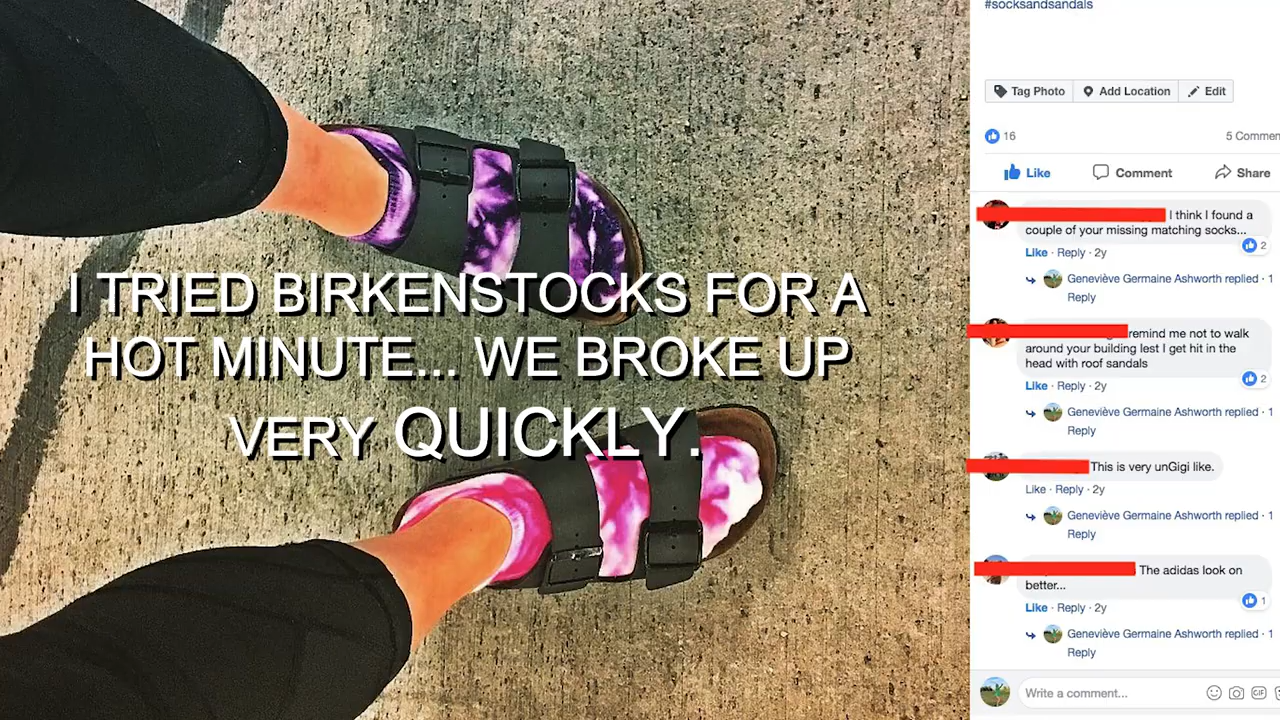 I TRIED BIRKENSTOCKS FOR A
HOT MINUTE... WE BROKE UP
VERY QUICKLY.
#socksandsandals
Tag Photo Add Location Edit
16 5 Commen
Like Comment Share
I think I found a
couple of your missing matching socks...
2
Like · Reply · 2y
Geneviève Germaine Ashworth replied · 1
Reply
remind me not to walk
around your building lest I get hit in the
head with roof sandals
2
Like · Reply · 2y
Geneviève Germaine Ashworth replied · 1
Reply
This is very unGigi like.
Like · Reply · 2y
Geneviève Germaine Ashworth replied · 1
Reply
The adidas look on
better...
1
Like · Reply · 2y
Geneviève Germaine Ashworth replied · 1
Reply
Write a comment...
GIF